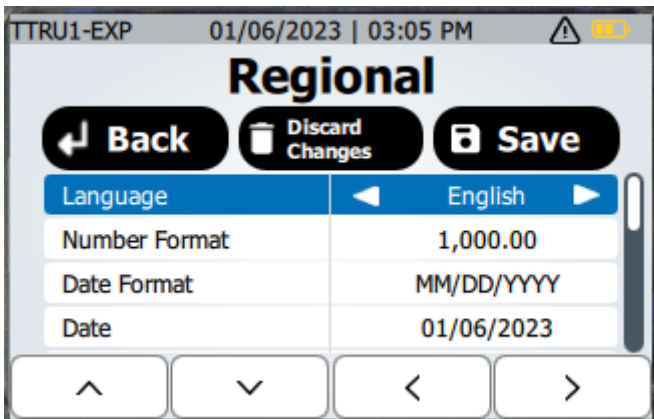 TTRU1-EXP 01/06/2023 | 03:05 PM
Regional
Back
Discard
Changes
Save
Language English
Number Format 1,000.00
Date Format MM/DD/YYYY
Date 01/06/2023